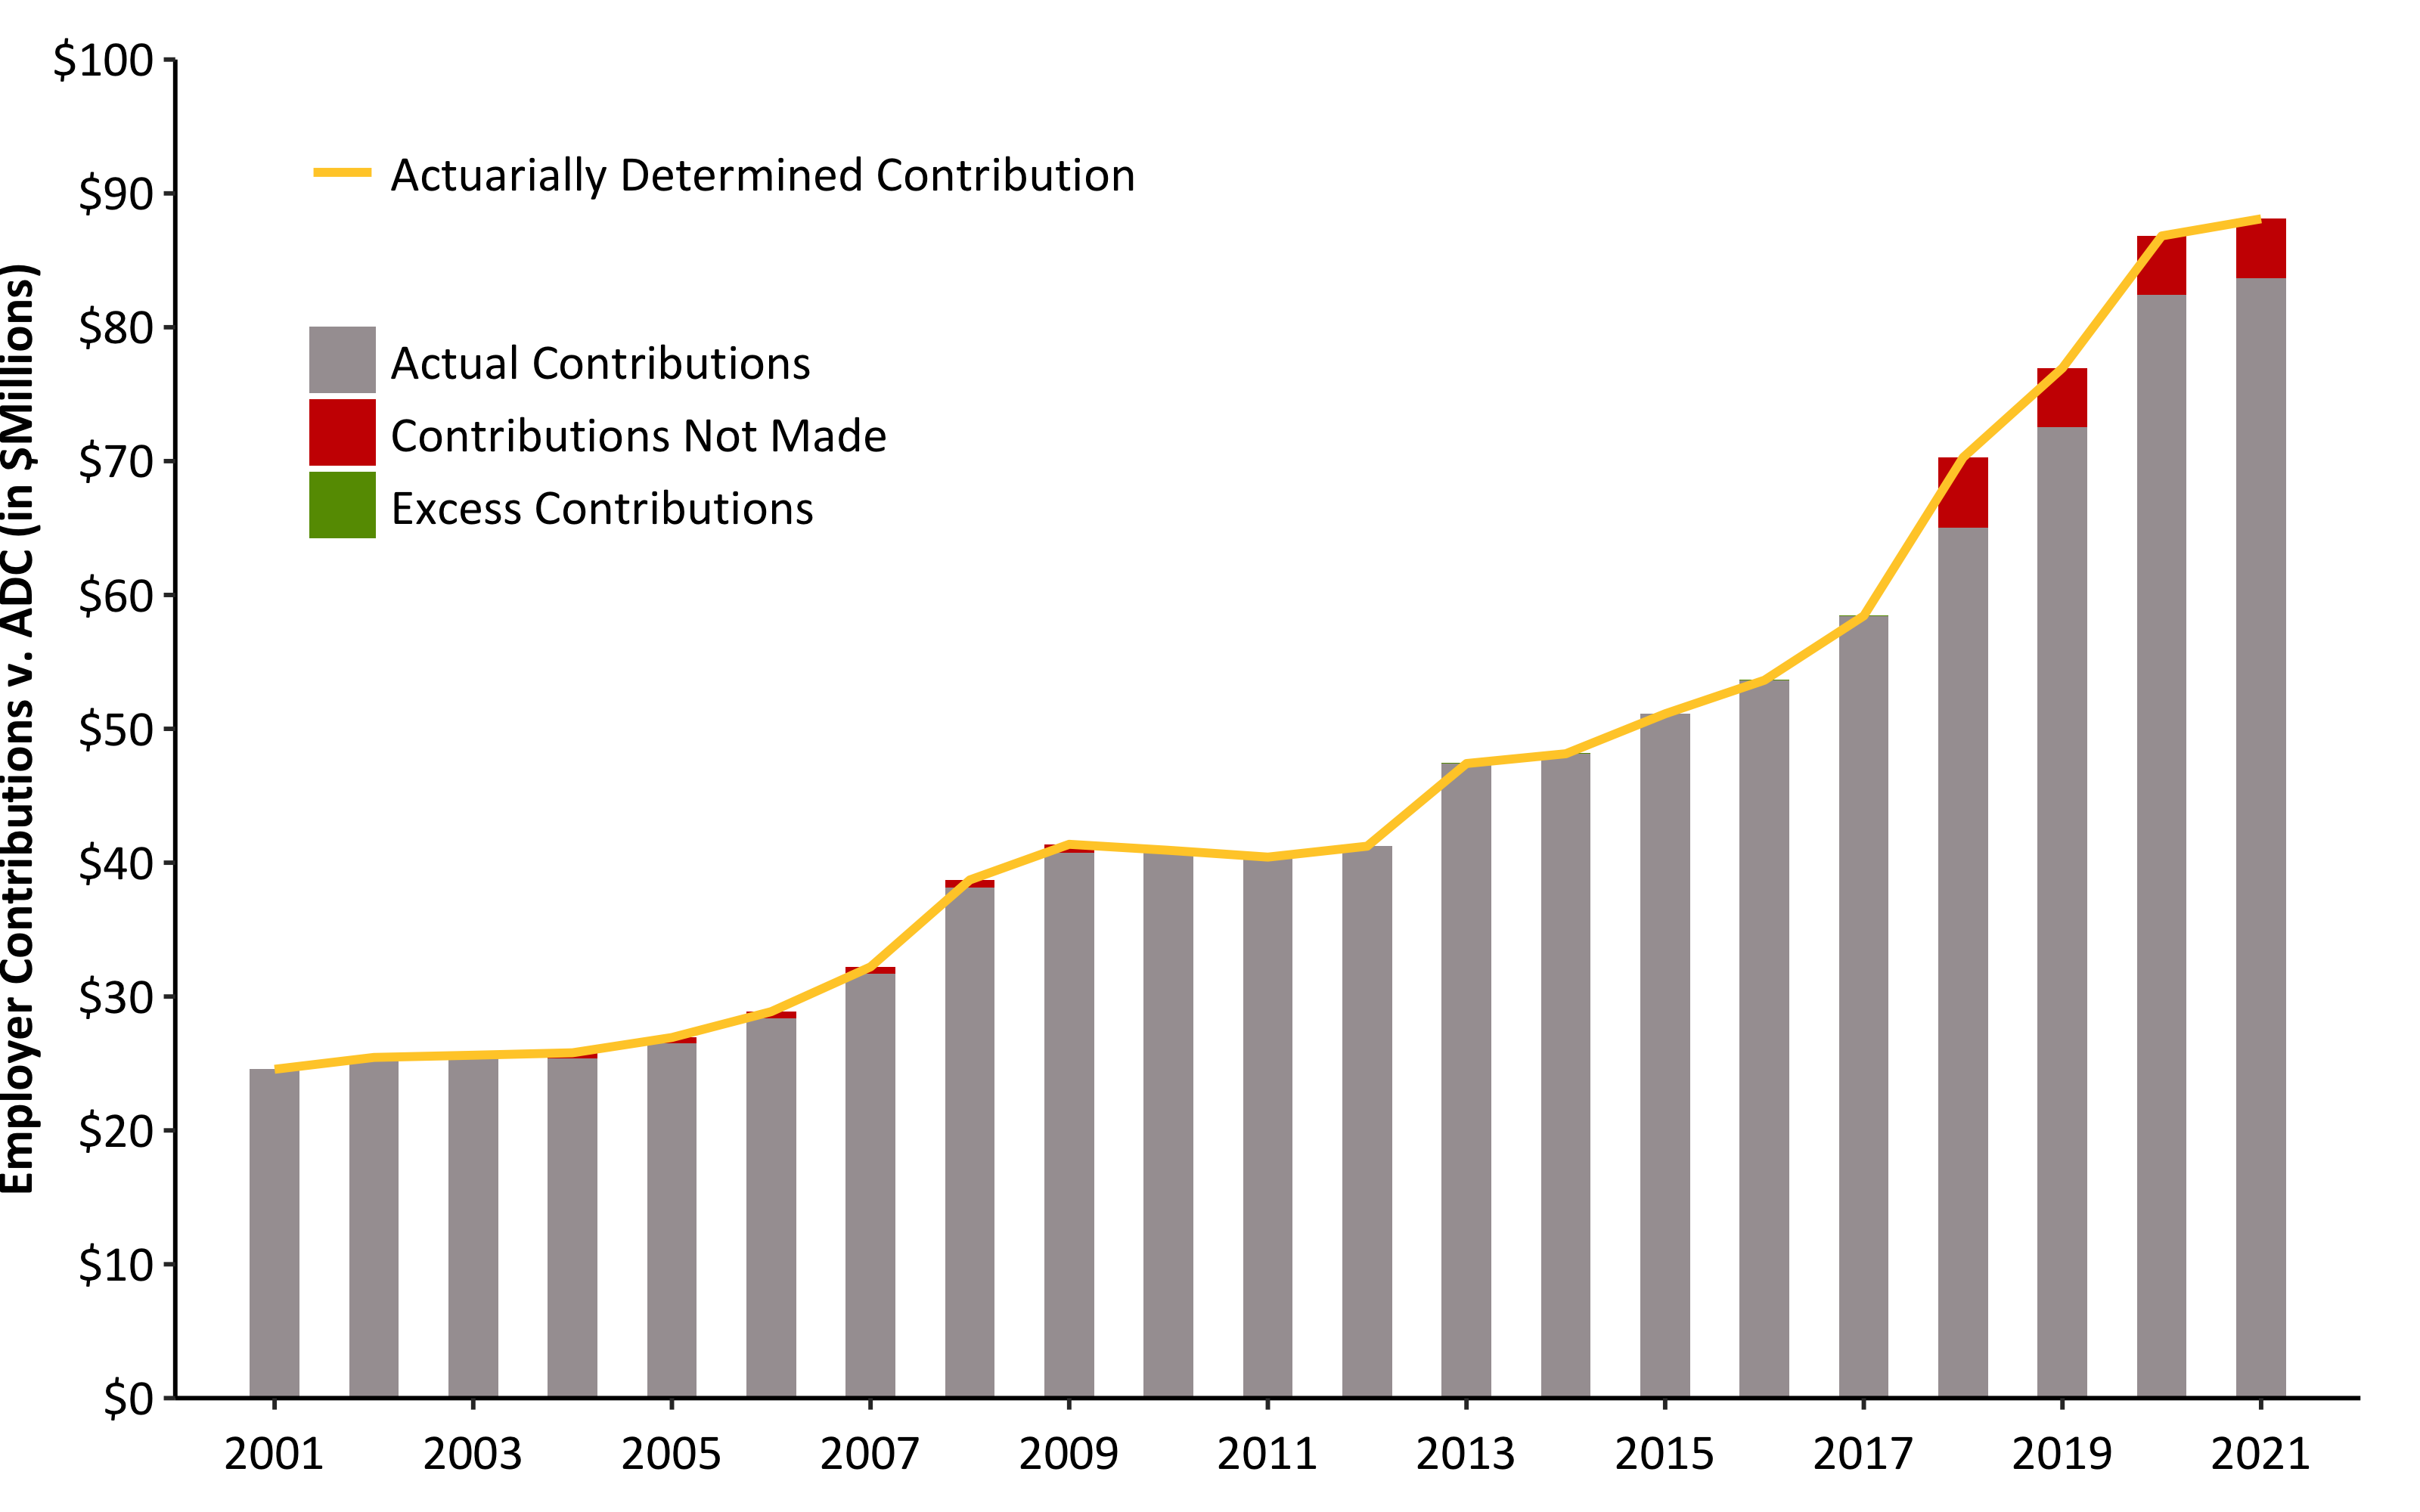 Employer Contributions v. ADC (in $Millions)
$100
$90
$80
$70
$60
$50
$40
$30
$20
$10
$0
Actuarially Determined Contribution
Actual Contributions
Contributions Not Made
Excess Contributions
2001 2003 2005 2007 2009 2011 2013 2015 2017 2019 2021